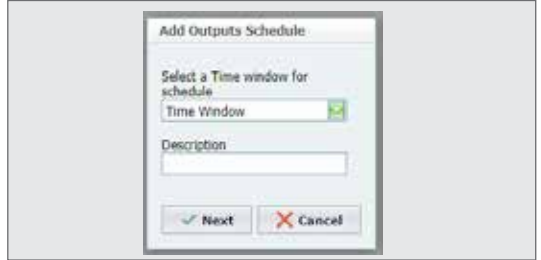 Add Outputs Schedule
Select a Time window for
schedule
Time Window
Description
Next
Cancel